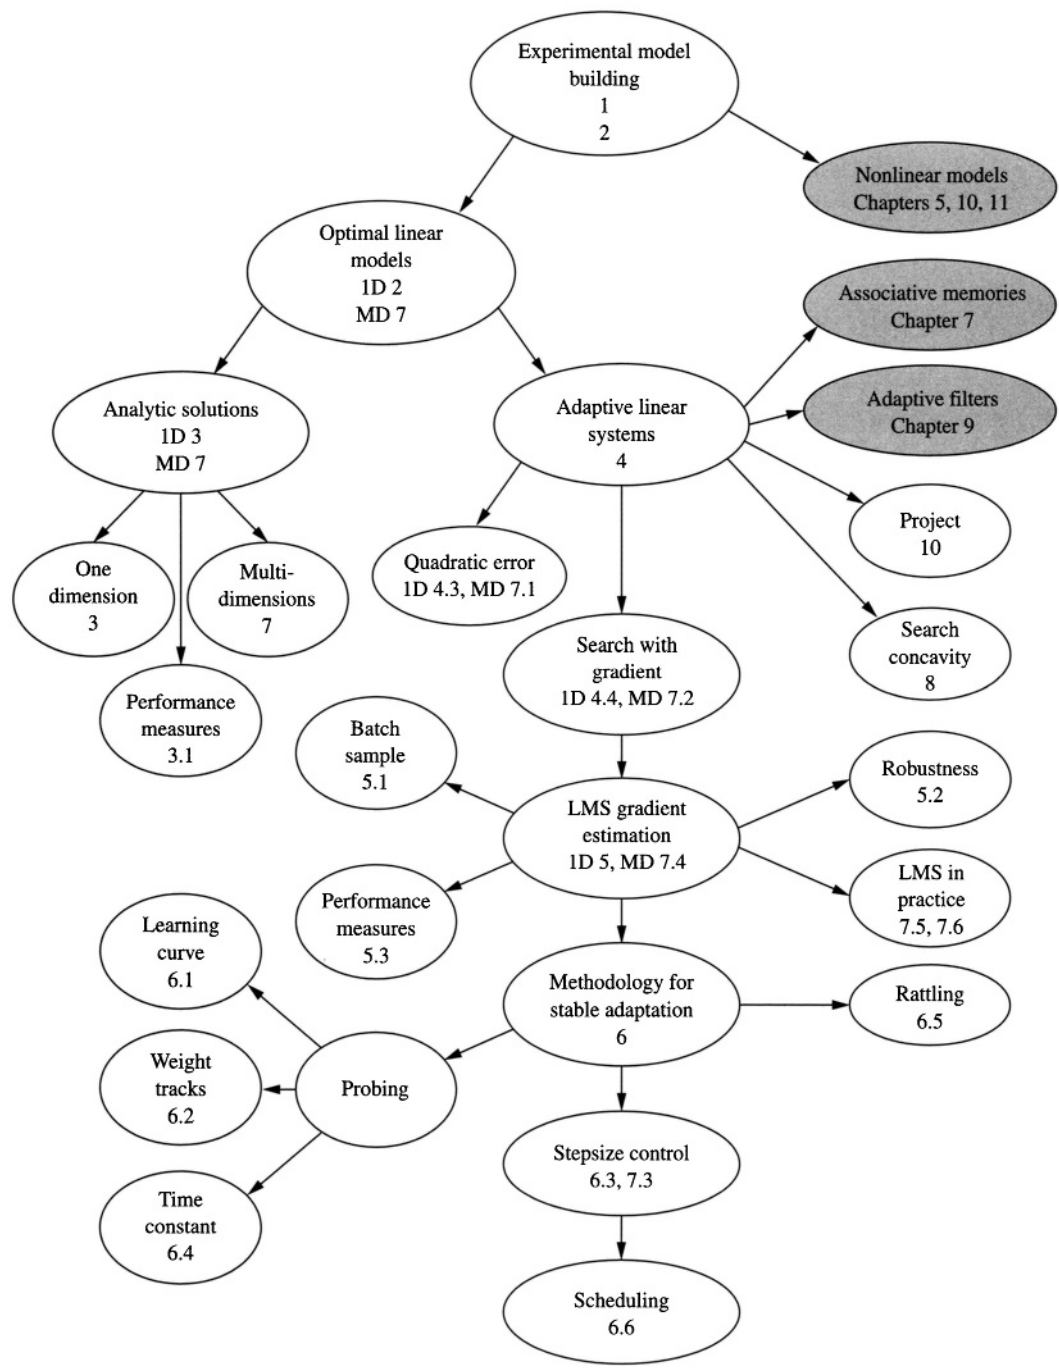 Experimental model
building
1
2
Nonlinear models
Chapters 5, 10, 11
Optimal linear
models
1D 2
MD 7
Associative memories
Chapter 7
Analytic solutions
1D 3
MD 7
Adaptive linear
systems
4
Adaptive filters
Chapter 9
Project
10
One
dimension
3
Multi-
dimensions
7
Quadratic error
1D 4.3, MD 7.1
Search
concavity
8
Search with
gradient
1D 4.4, MD 7.2
Performance
measures
3.1
Batch
sample
5.1
Robustness
5.2
LMS gradient
estimation
1D 5, MD 7.4
LMS in
practice
7.5, 7.6
Performance
measures
5.3
Learning
curve
6.1
Methodology for
stable adaptation
6
Rattling
6.5
Weight
tracks
6.2
Probing
Stepsize control
6.3, 7.3
Time
constant
6.4
Scheduling
6.6